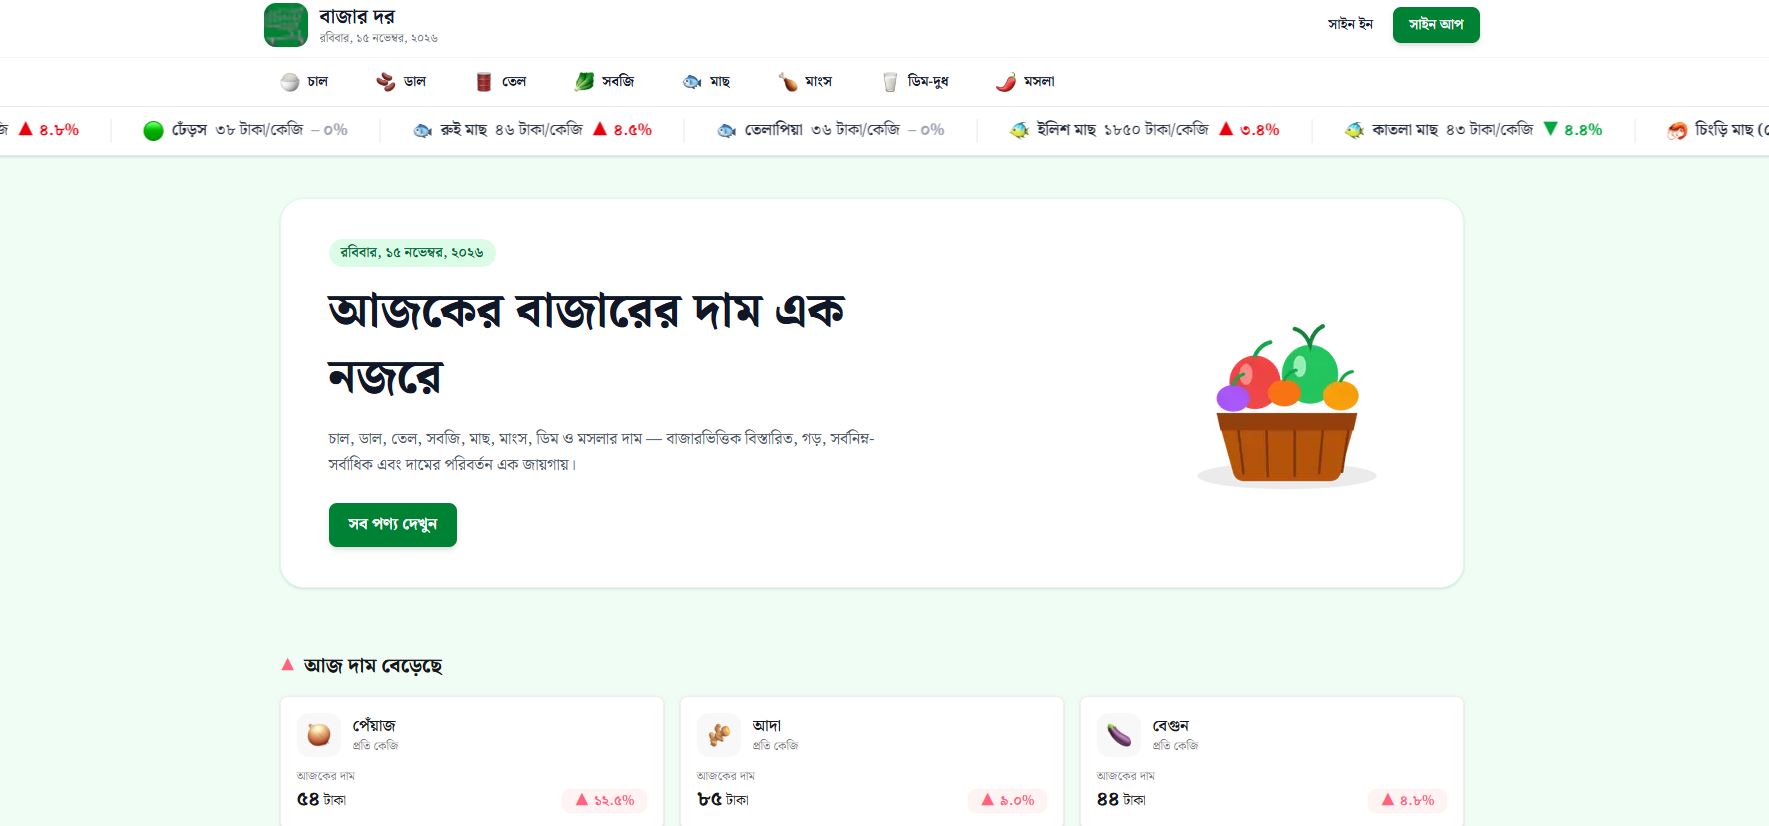 বাজার দর
রবিবার, ১৫ নভেম্বর, ২০২৬
সাইন ইন
সাইন আপ
চাল ডাল তেল সবজি মাছ মাংস ডিম-দুধ মসলা
জি ▲ ৪.৮% ঢেঁড়স ৩৮ টাকা/কেজি – ০% রুই মাছ ৪৬ টাকা/কেজি ▲ ৪.৫% তেলাপিয়া ৩৬ টাকা/কেজি – ০% ইলিশ মাছ ১৮৫০ টাকা/কেজি ▲ ৩.৪% কাতলা মাছ ৪৩ টাকা/কেজি ▼ ৪.৪% চিংড়ি মাছ (
রবিবার, ১৫ নভেম্বর, ২০২৬
আজকের বাজারের দাম এক
নজরে
চাল, ডাল, তেল, সবজি, মাছ, মাংস, ডিম ও মসলার দাম — বাজারভিত্তিক বিস্তারিত, গড়, সর্বনিম্ন-
সর্বাধিক এবং দামের পরিবর্তন এক জায়গায়।
সব পণ্য দেখুন
▲ আজ দাম বেড়েছে
পেঁয়াজ
প্রতি কেজি
আজকের দাম
৫৪ টাকা ▲ ১২.৫%
আদা
প্রতি কেজি
আজকের দাম
৮৫ টাকা ▲ ৯.০%
বেগুন
প্রতি কেজি
আজকের দাম
৪৪ টাকা ▲ ৪.৮%